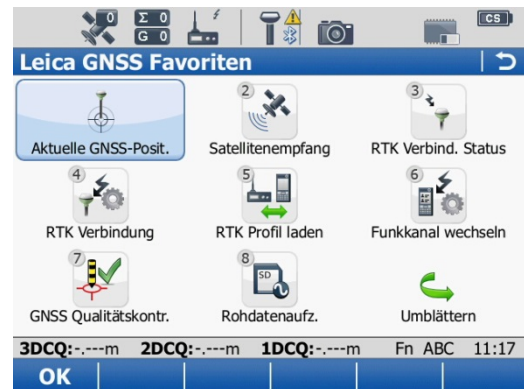 0 Σ 0 CS
G 0
Leica GNSS Favoriten
2 3
Aktuelle GNSS-Posit. Satellitenempfang RTK Verbind. Status
4 5 6
RTK Verbindung RTK Profil laden Funkkanal wechseln
7 8
SD
GNSS Qualitätskontr. Rohdatenaufz. Umblättern
3DCQ:-.---m 2DCQ:-.---m 1DCQ:-.---m Fn ABC 11:17
OK